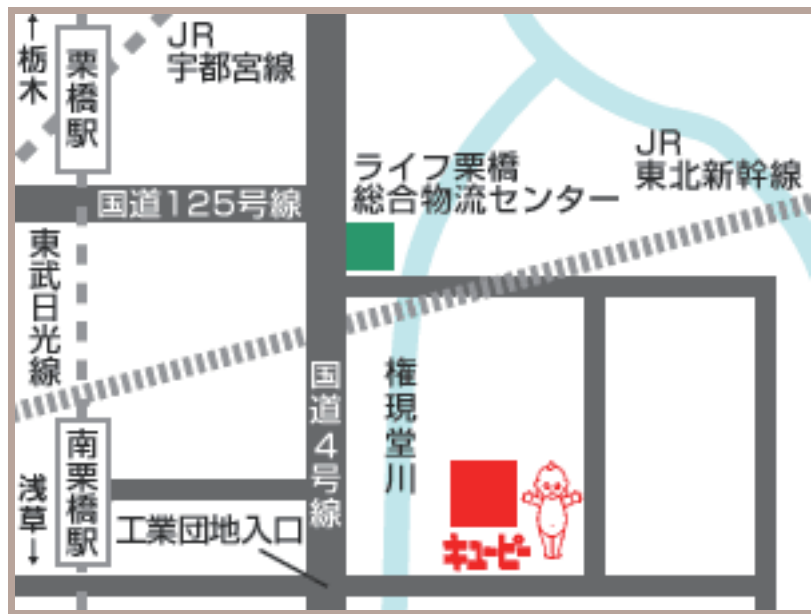 ↑栃木
栗橋駅
JR
宇都宮線
ライフ栗橋
総合物流センター
JR
東北新幹線
国道125号線
東武日光線
国道4号線
権現堂川
南栗橋駅
浅草↓
工業団地入口
キューピー